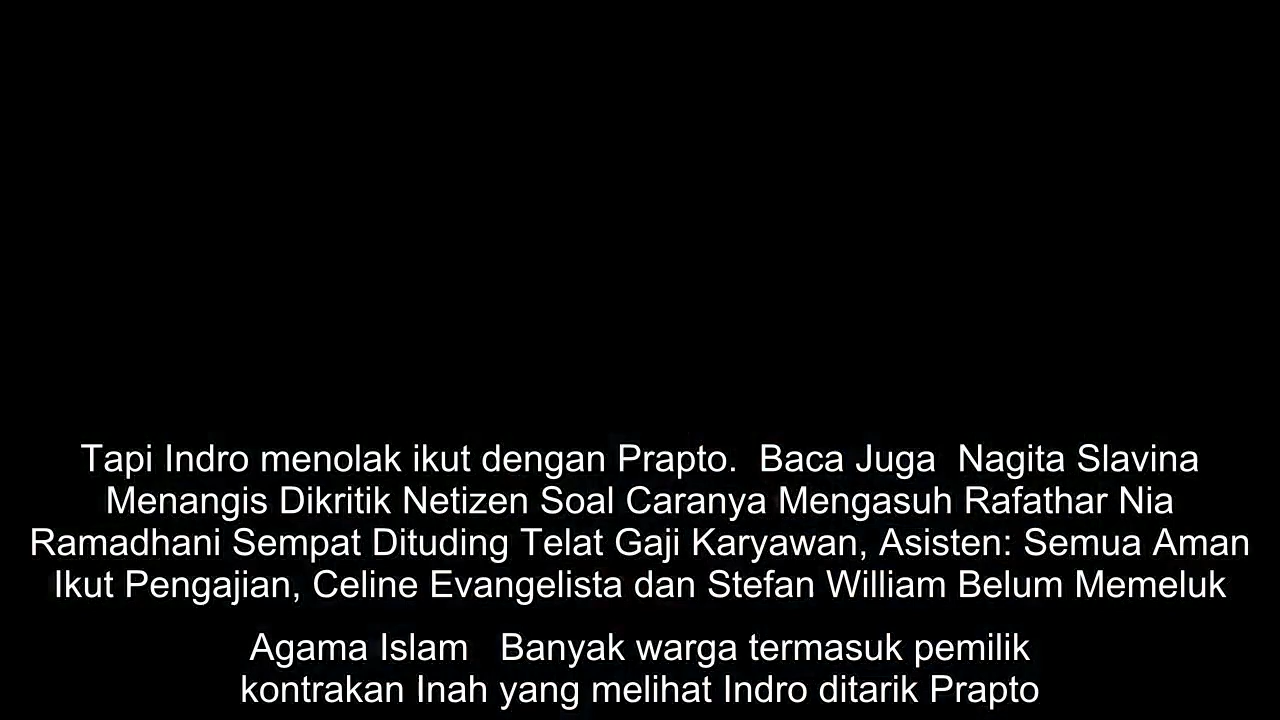 Tapi Indro menolak ikut dengan Prapto.  Baca Juga  Nagita Slavina
Menangis Dikritik Netizen Soal Caranya Mengasuh Rafathar Nia
Ramadhani Sempat Dituding Telat Gaji Karyawan, Asisten: Semua Aman
Ikut Pengajian, Celine Evangelista dan Stefan William Belum Memeluk
Agama Islam   Banyak warga termasuk pemilik
kontrakan Inah yang melihat Indro ditarik Prapto